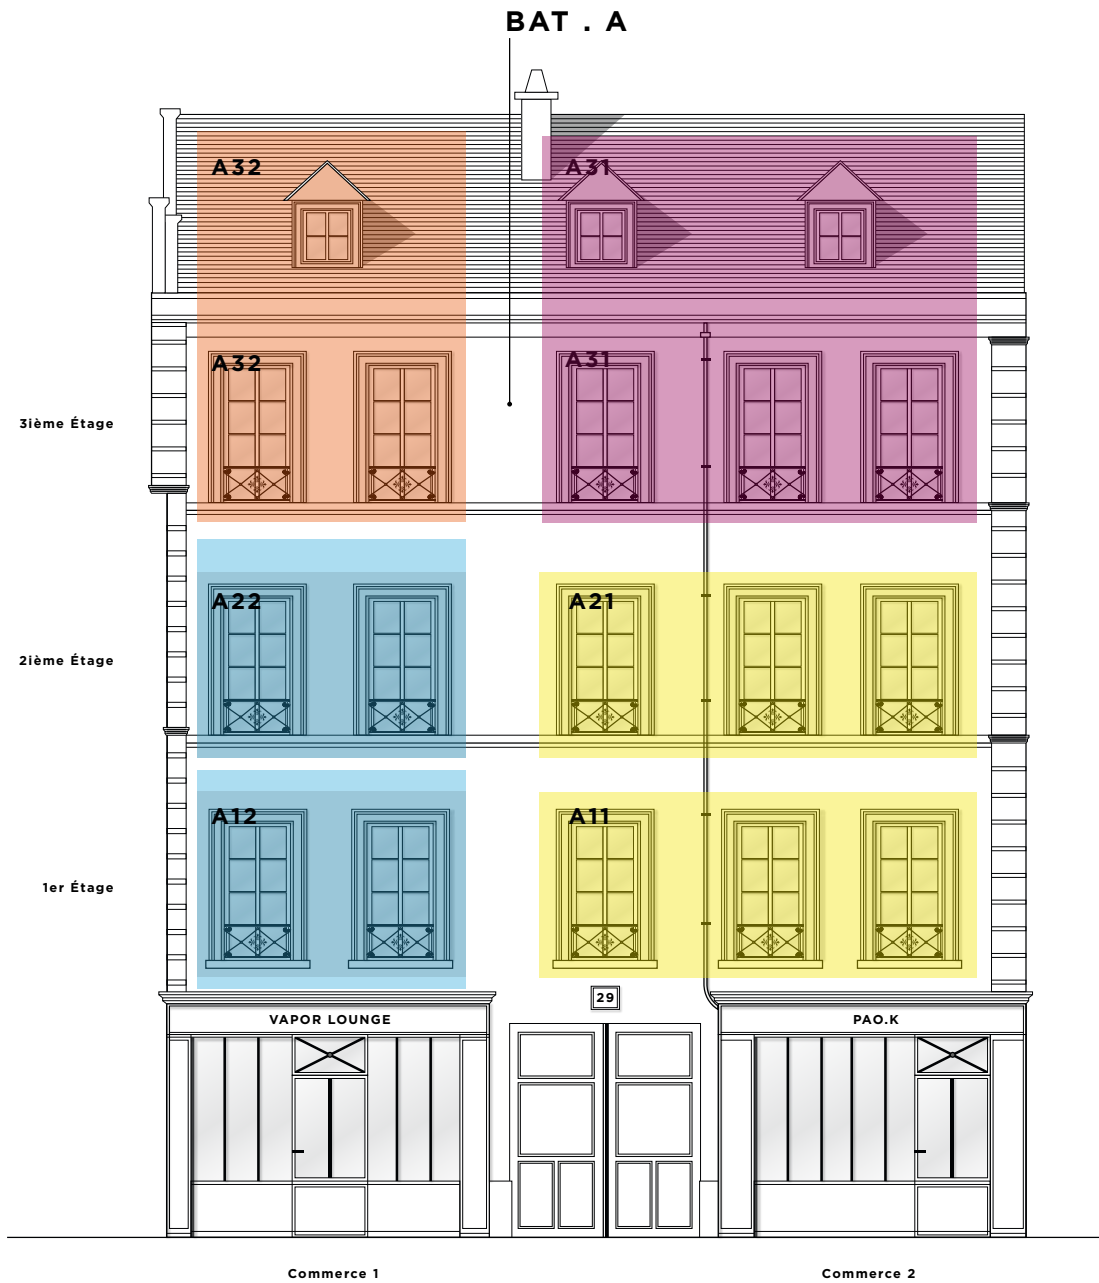 BAT . A
A32
A31
A32
A31
3ième Étage
A22
A21
2ième Étage
A12
A11
1er Étage
29
VAPOR LOUNGE
PAO.K
Commerce 1
Commerce 2